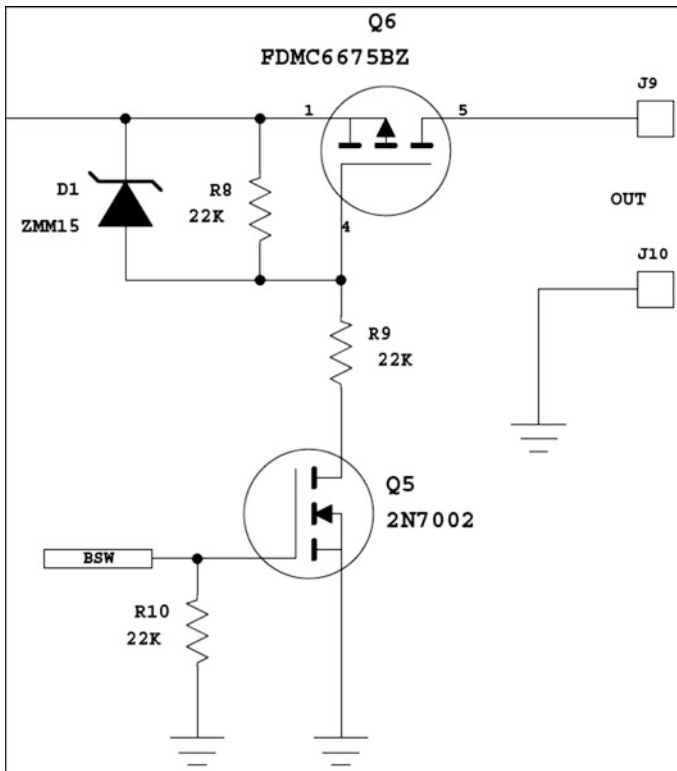 Q6
FDMC6675BZ
J9
1
5
D1
R8
ZMM15
22K
4
OUT
J10
R9
22K
Q5
2N7002
BSW
R10
22K